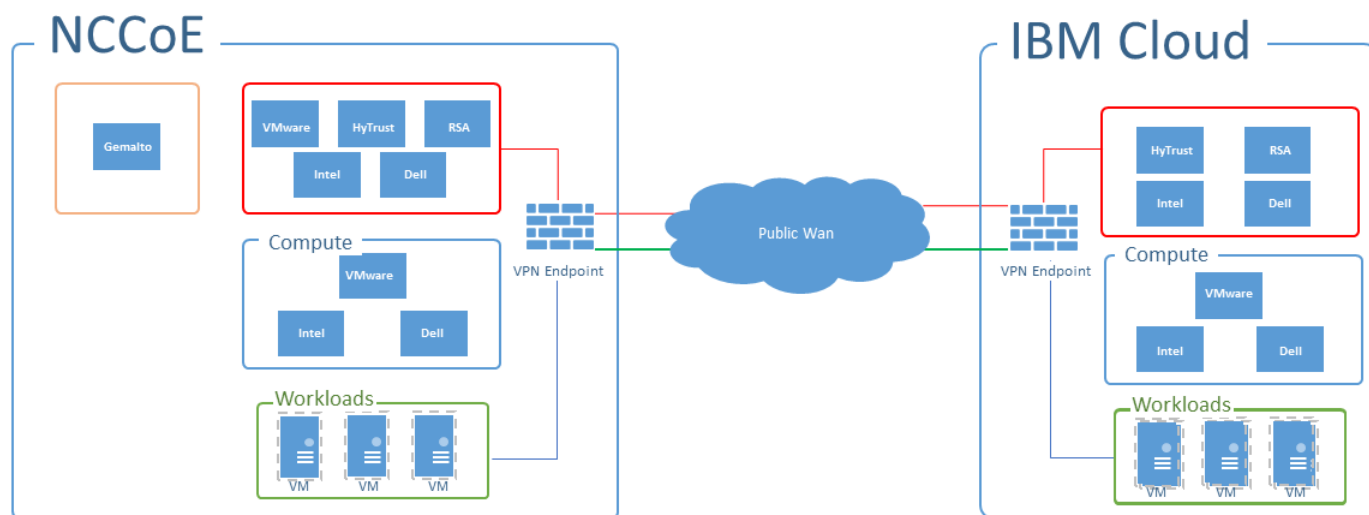 NCCoE
Gemalto
VMware
HyTrust
RSA
Intel
Dell
Compute
VMware
Intel
Dell
Workloads
VM
VM
VM
VPN Endpoint
Public Wan
VPN Endpoint
IBM Cloud
HyTrust
RSA
Intel
Dell
Compute
VMware
Intel
Dell
Workloads
VM
VM
VM